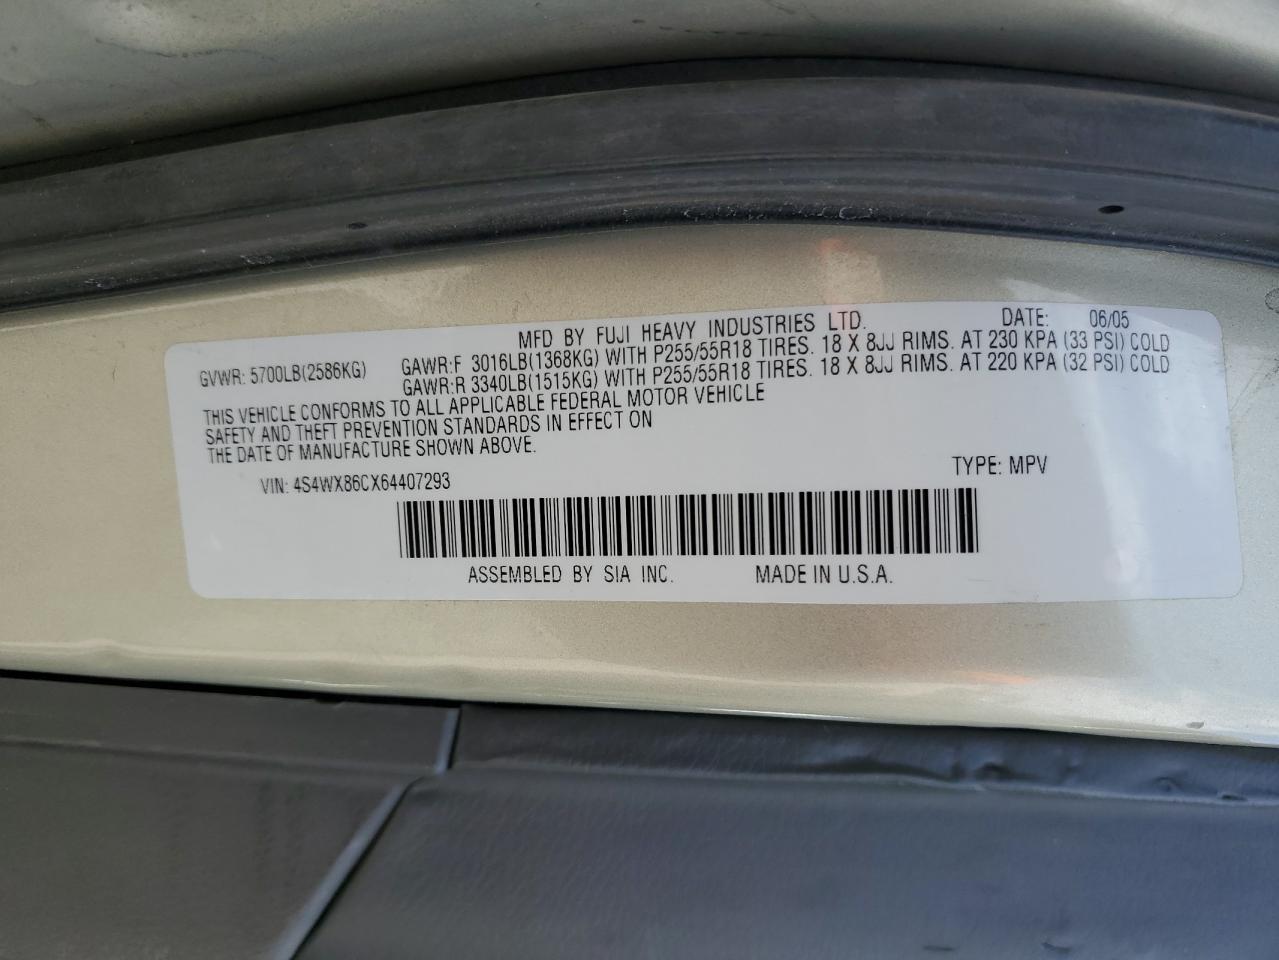 MFD BY FUJI HEAVY INDUSTRIES LTD. DATE: 06/05
GVWR: 5700LB(2586KG) GAWR:F 3016LB(1368KG) WITH P255/55R18 TIRES. 18 X 8JJ RIMS. AT 230 KPA (33 PSI) COLD
GAWR:R 3340LB(1515KG) WITH P255/55R18 TIRES. 18 X 8JJ RIMS. AT 220 KPA (32 PSI) COLD
THIS VEHICLE CONFORMS TO ALL APPLICABLE FEDERAL MOTOR VEHICLE
SAFETY AND THEFT PREVENTION STANDARDS IN EFFECT ON
THE DATE OF MANUFACTURE SHOWN ABOVE.
VIN: 4S4WX86CX64407293 TYPE: MPV
ASSEMBLED BY SIA INC. MADE IN U.S.A.